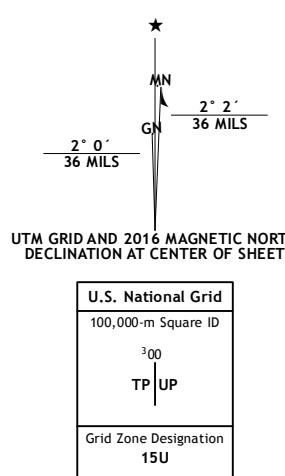 ★
MN
GN
2° 2´
36 MILS
2° 0´
36 MILS
UTM GRID AND 2016 MAGNETIC NORT
DECLINATION AT CENTER OF SHEET
U.S. National Grid
100,000-m Square ID
³00
TP UP
Grid Zone Designation
15U